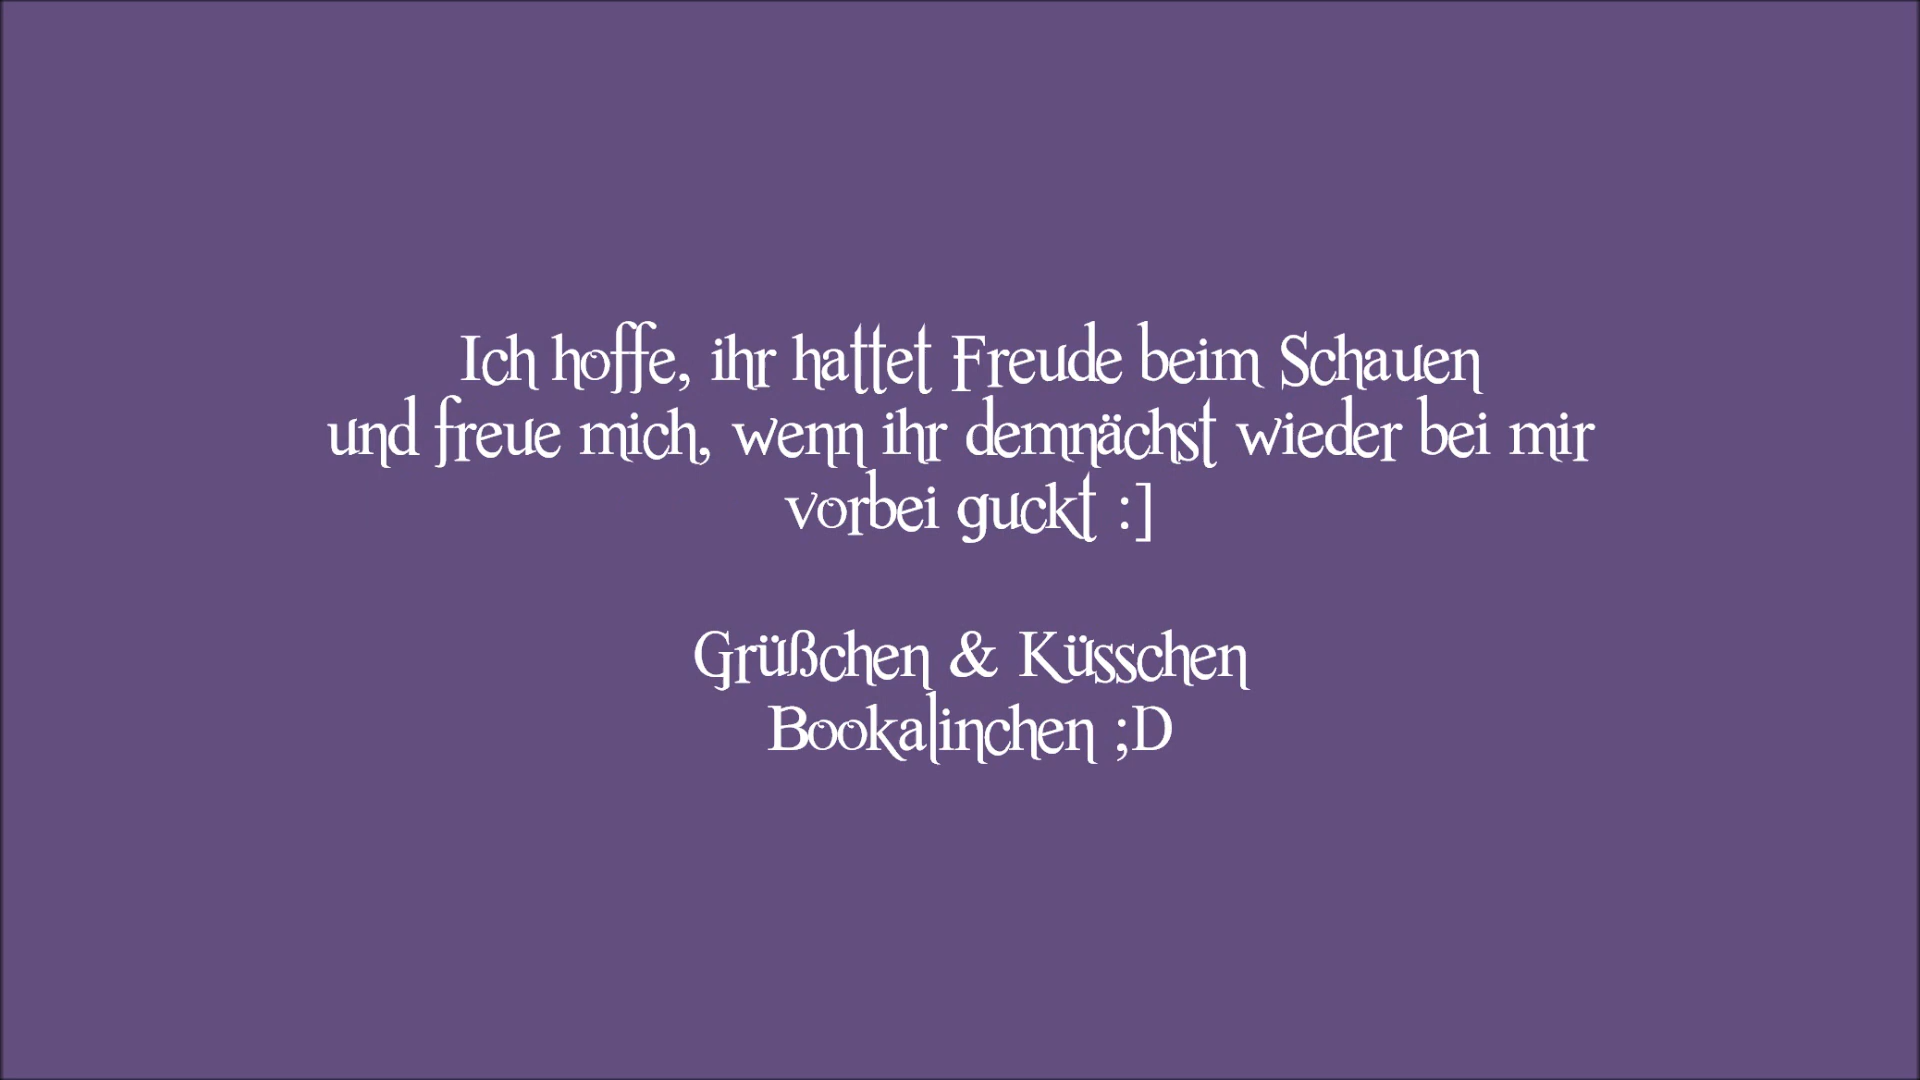 Ich hoffe, ihr hattet Freude beim Schauen
und freue mich, wenn ihr demnächst wieder bei mir
vorbei guckt :]
Grüßchen & Küsschen
Bookalinchen ;D